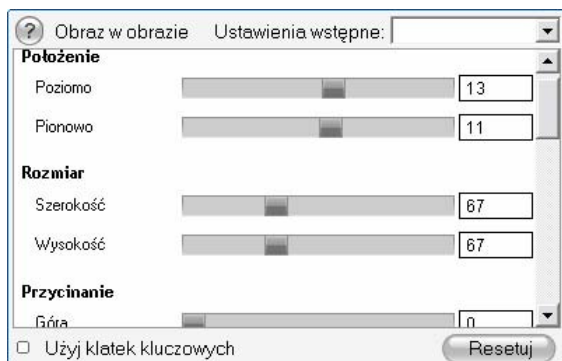 ? Obraz w obrazie Ustawienia wstępne:
Położenie
Poziomo 13
Pionowo 11
Rozmiar
Szerokość 67
Wysokość 67
Przycinanie
Góra 0
Użyj klatek kluczowych Resetuj